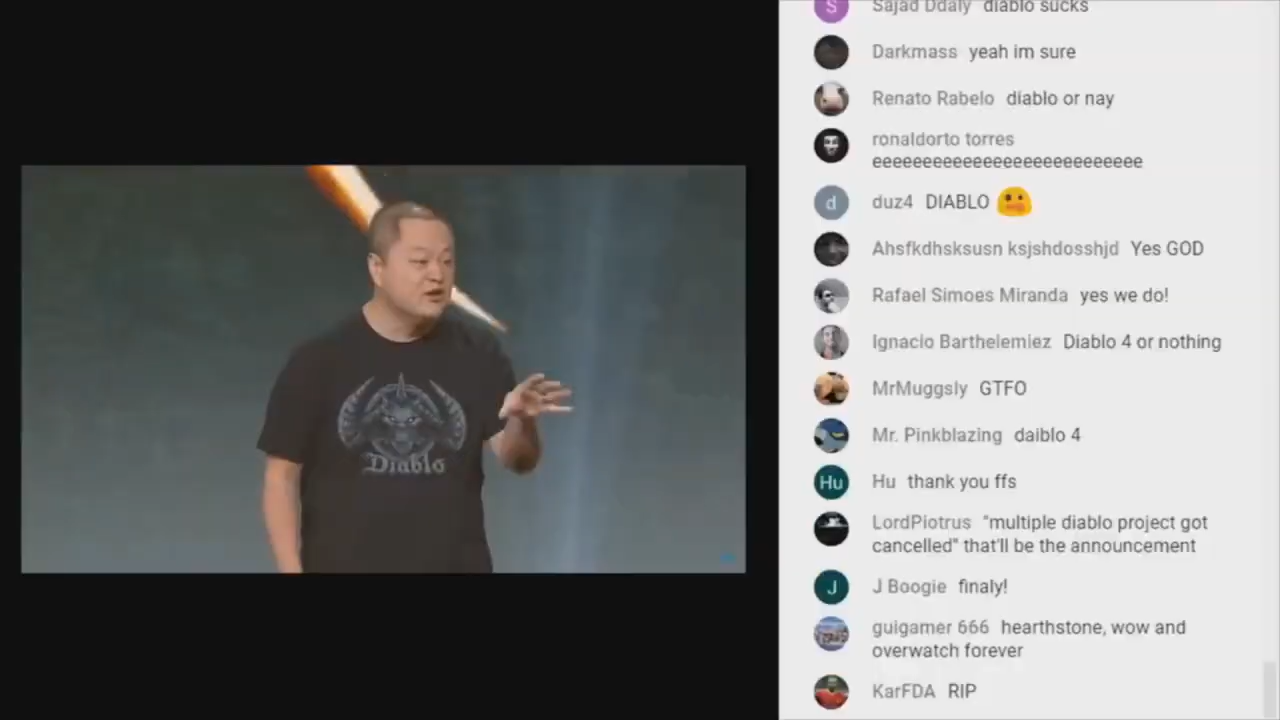 Diablo
S
Sajad Ddaly diablo sucks
Darkmass yeah im sure
Renato Rabelo diablo or nay
ronaldorto torres
eeeeeeeeeeeeeeeeeeeeeeeeeee
d
duz4 DIABLO
Ahsfkdhsksusn ksjshdosshjd Yes GOD
Rafael Simoes Miranda yes we do!
Ignacio Barthelemiez Diablo 4 or nothing
MrMuggsly GTFO
Mr. Pinkblazing daiblo 4
Hu
Hu thank you ffs
LordPiotrus "multiple diablo project got
cancelled" that'll be the announcement
J
J Boogie finaly!
guigamer 666 hearthstone, wow and
overwatch forever
KarFDA RIP